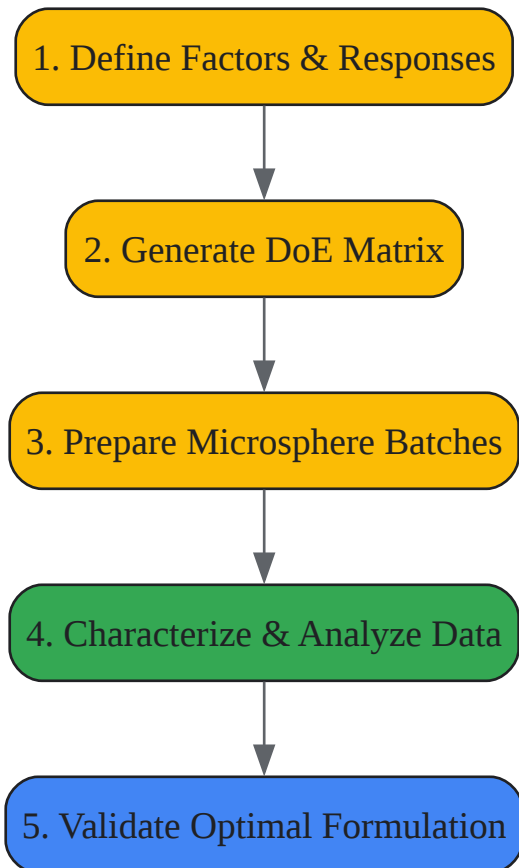 1. Define Factors & Responses
2. Generate DoE Matrix
3. Prepare Microsphere Batches
4. Characterize & Analyze Data
5. Validate Optimal Formulation